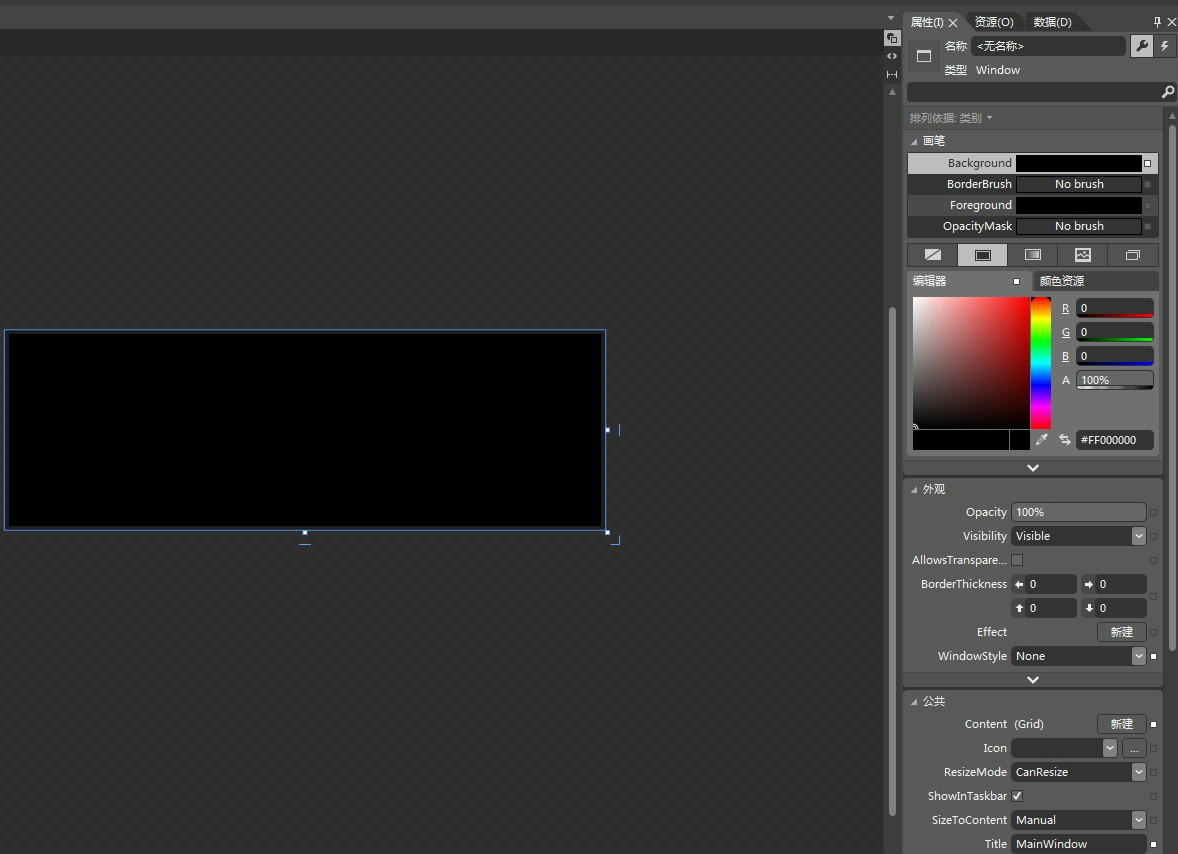 属性(I) 资源(O) 数据(D)
名称 <无名称>
类型 Window
排列依据: 类别
画笔
Background
BorderBrush No brush
Foreground
OpacityMask No brush
编辑器 颜色资源
R 0
G 0
B 0
A 100%
#FF000000
外观
Opacity 100%
Visibility Visible
AllowsTranspare...
BorderThickness 0 0
0 0
Effect 新建
WindowStyle None
公共
Content (Grid) 新建
Icon ...
ResizeMode CanResize
ShowInTaskbar
SizeToContent Manual
Title MainWindow